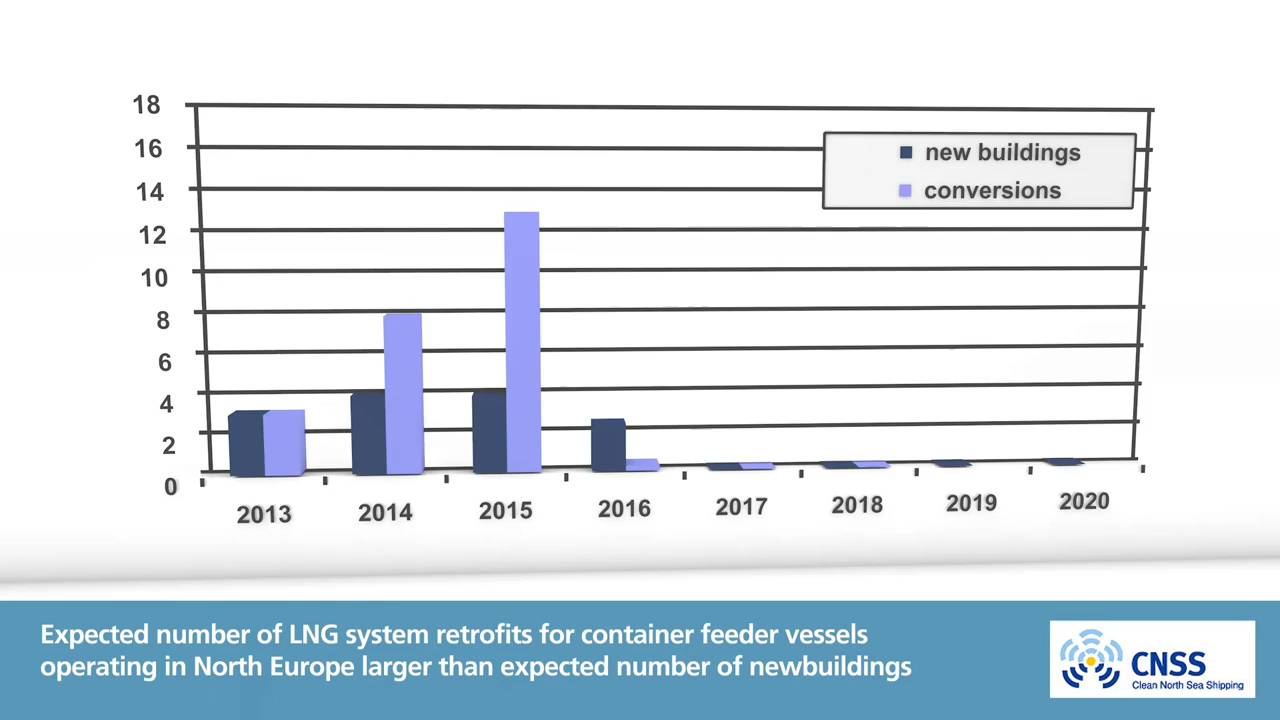 18
16
14
12
10
8
6
4
2
0
new buildings
conversions
2013 2014 2015 2016 2017 2018 2019 2020
Expected number of LNG system retrofits for container feeder vessels
operating in North Europe larger than expected number of newbuildings
CNSS
Clean North Sea Shipping